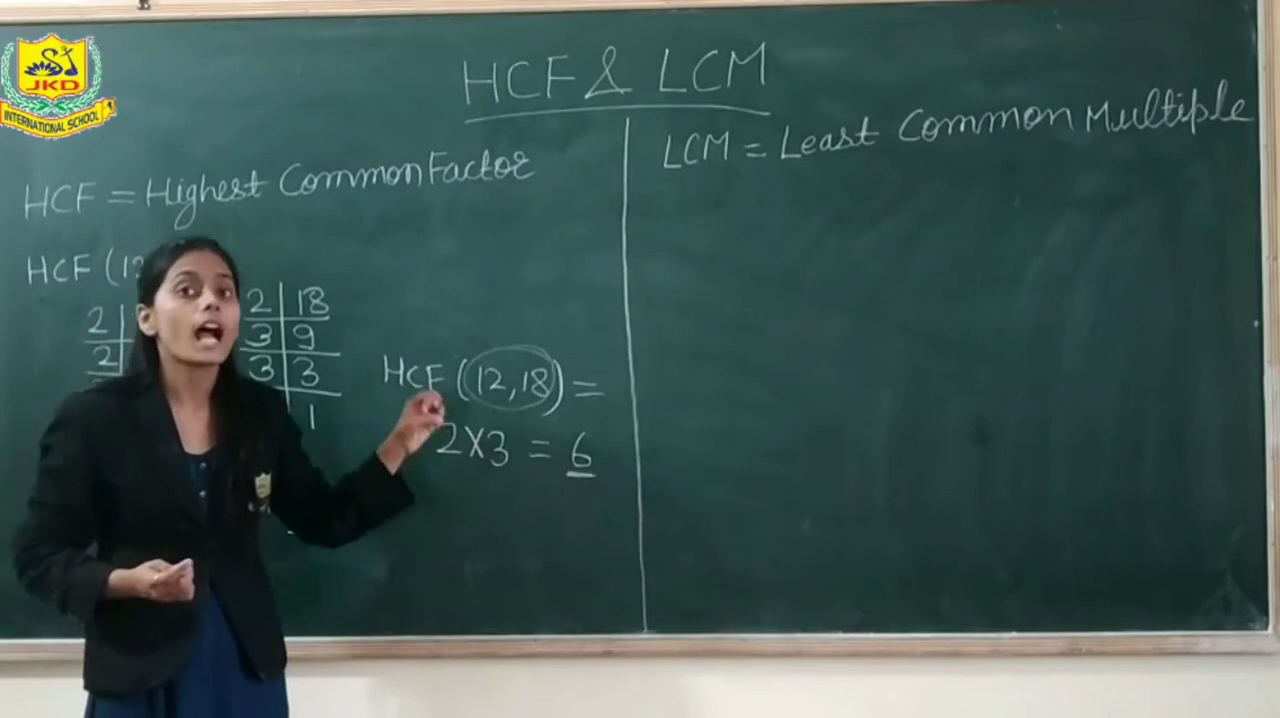 JKD
INTERNATIONAL SCHOOL
HCF & LCM
HCF = Highest Common Factor
HCF (12
2
2
2 | 18
3 | 9
3 | 3
1
HCF (12,18) =
2X3 = 6
LCM = Least Common Multiple